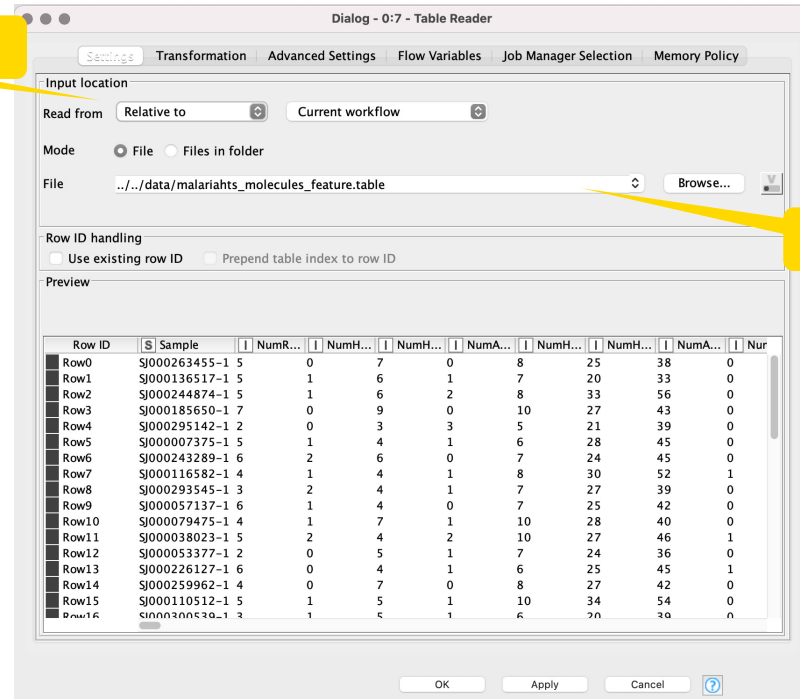 Dialog - 0:7 - Table Reader
Settings Transformation Advanced Settings Flow Variables Job Manager Selection Memory Policy
Input location
Read from Relative to Current workflow
Mode File Files in folder
File ../../data/malariahts_molecules_feature.table Browse... V
Row ID handling
Use existing row ID Prepend table index to row ID
Preview
Row ID S Sample I NumR... I NumH... I NumH... I NumA... I NumH... I NumH... I NumA... I Nur
Row0 SJ000263455-1 5 0 7 0 8 25 38 0
Row1 SJ000136517-1 5 1 6 1 7 20 33 0
Row2 SJ000244874-1 5 1 6 2 8 33 56 0
Row3 SJ000185650-1 7 0 9 0 10 27 43 0
Row4 SJ000295142-1 2 0 3 3 5 21 39 0
Row5 SJ000007375-1 5 1 4 1 6 28 45 0
Row6 SJ000243289-1 6 2 6 0 7 24 45 0
Row7 SJ000116582-1 4 1 4 1 8 30 52 1
Row8 SJ000293545-1 3 2 4 1 7 27 39 0
Row9 SJ000057137-1 6 1 4 0 7 25 42 0
Row10 SJ000079475-1 4 1 7 1 10 28 40 0
Row11 SJ000038023-1 5 2 4 2 10 27 46 1
Row12 SJ000053377-1 2 0 5 1 7 24 36 0
Row13 SJ000226127-1 6 0 4 1 6 25 45 1
Row14 SJ000259962-1 4 0 7 0 8 27 42 0
Row15 SJ000110512-1 5 1 5 1 10 34 54 0
Row16 SJ000300539-1 3 1 5 1 6 20 39 0
OK Apply Cancel ?